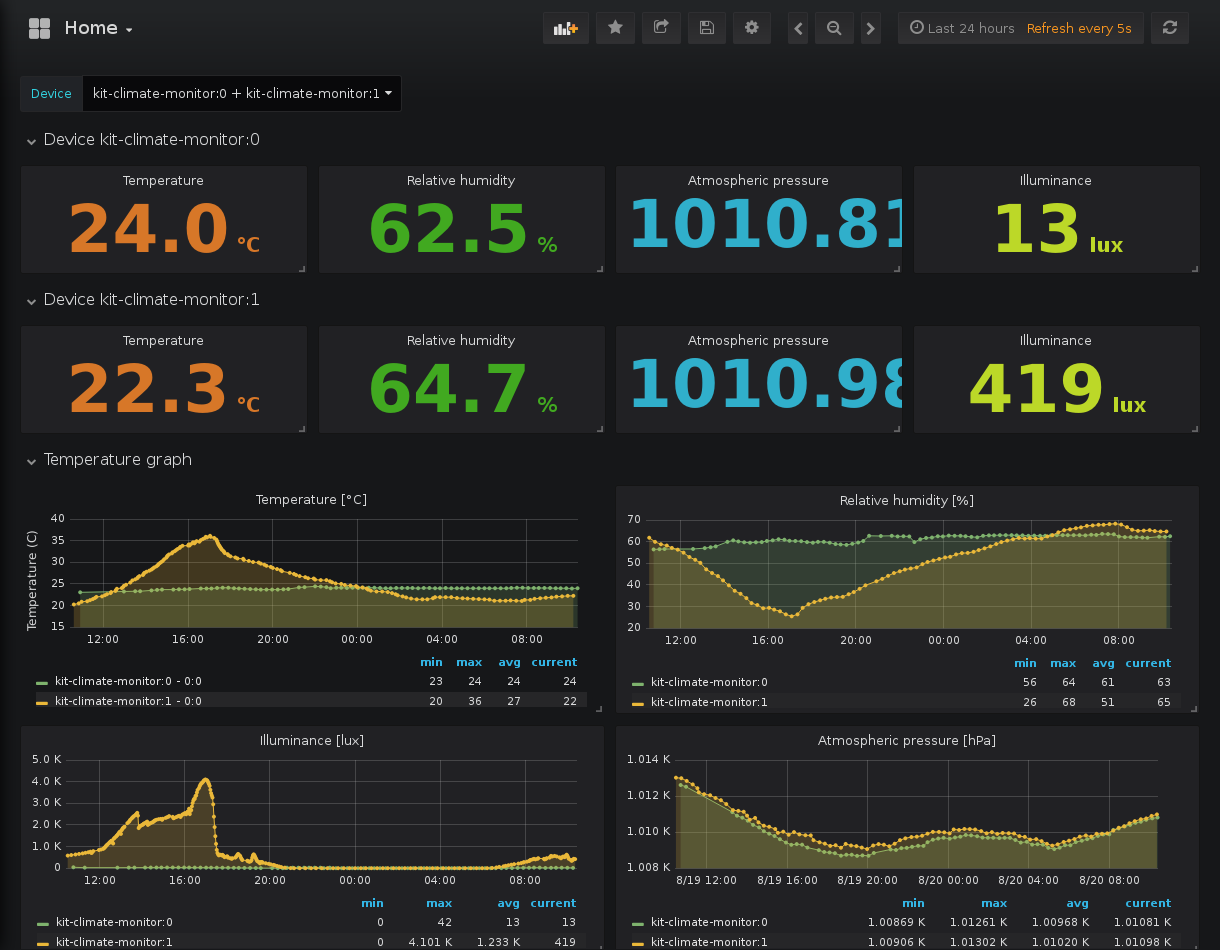 Home
Last 24 hours Refresh every 5s
Device kit-climate-monitor:0 + kit-climate-monitor:1
Device kit-climate-monitor:0
Temperature Relative humidity Atmospheric pressure Illuminance
24.0 °C 62.5 % 1010.81 13 lux
Device kit-climate-monitor:1
Temperature Relative humidity Atmospheric pressure Illuminance
22.3 °C 64.7 % 1010.98 419 lux
Temperature graph
Temperature [°C]
Temperature (C)
40
35
30
25
20
15
12:00 16:00 20:00 00:00 04:00 08:00
min max avg current
kit-climate-monitor:0 - 0:0 23 24 24 24
kit-climate-monitor:1 - 0:0 20 36 27 22
Relative humidity [%]
70
60
50
40
30
20
12:00 16:00 20:00 00:00 04:00 08:00
min max avg current
kit-climate-monitor:0 56 64 61 63
kit-climate-monitor:1 26 68 51 65
Illuminance [lux]
5.0 K
4.0 K
3.0 K
2.0 K
1.0 K
0
12:00 16:00 20:00 00:00 04:00 08:00
min max avg current
kit-climate-monitor:0 0 42 13 13
kit-climate-monitor:1 0 4.101 K 1.233 K 419
Atmospheric pressure [hPa]
1.014 K
1.012 K
1.010 K
1.008 K
8/19 12:00 8/19 16:00 8/19 20:00 8/20 00:00 8/20 04:00 8/20 08:00
min max avg current
kit-climate-monitor:0 1.00869 K 1.01261 K 1.00968 K 1.01081 K
kit-climate-monitor:1 1.00906 K 1.01302 K 1.01020 K 1.01098 K